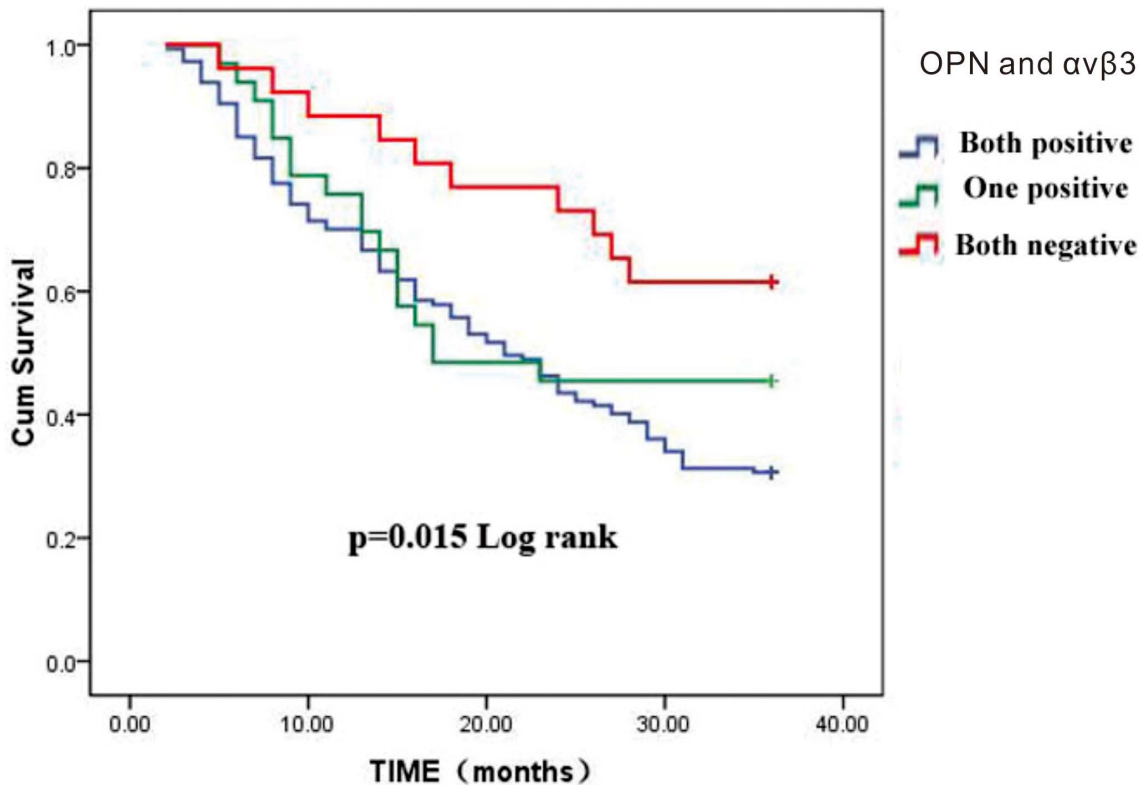 OPN and αvβ3
Both positive
One positive
Both negative
Cum Survival
1.0
0.8
0.6
0.4
0.2
0.0
p=0.015 Log rank
0.00 10.00 20.00 30.00 40.00
TIME（months）